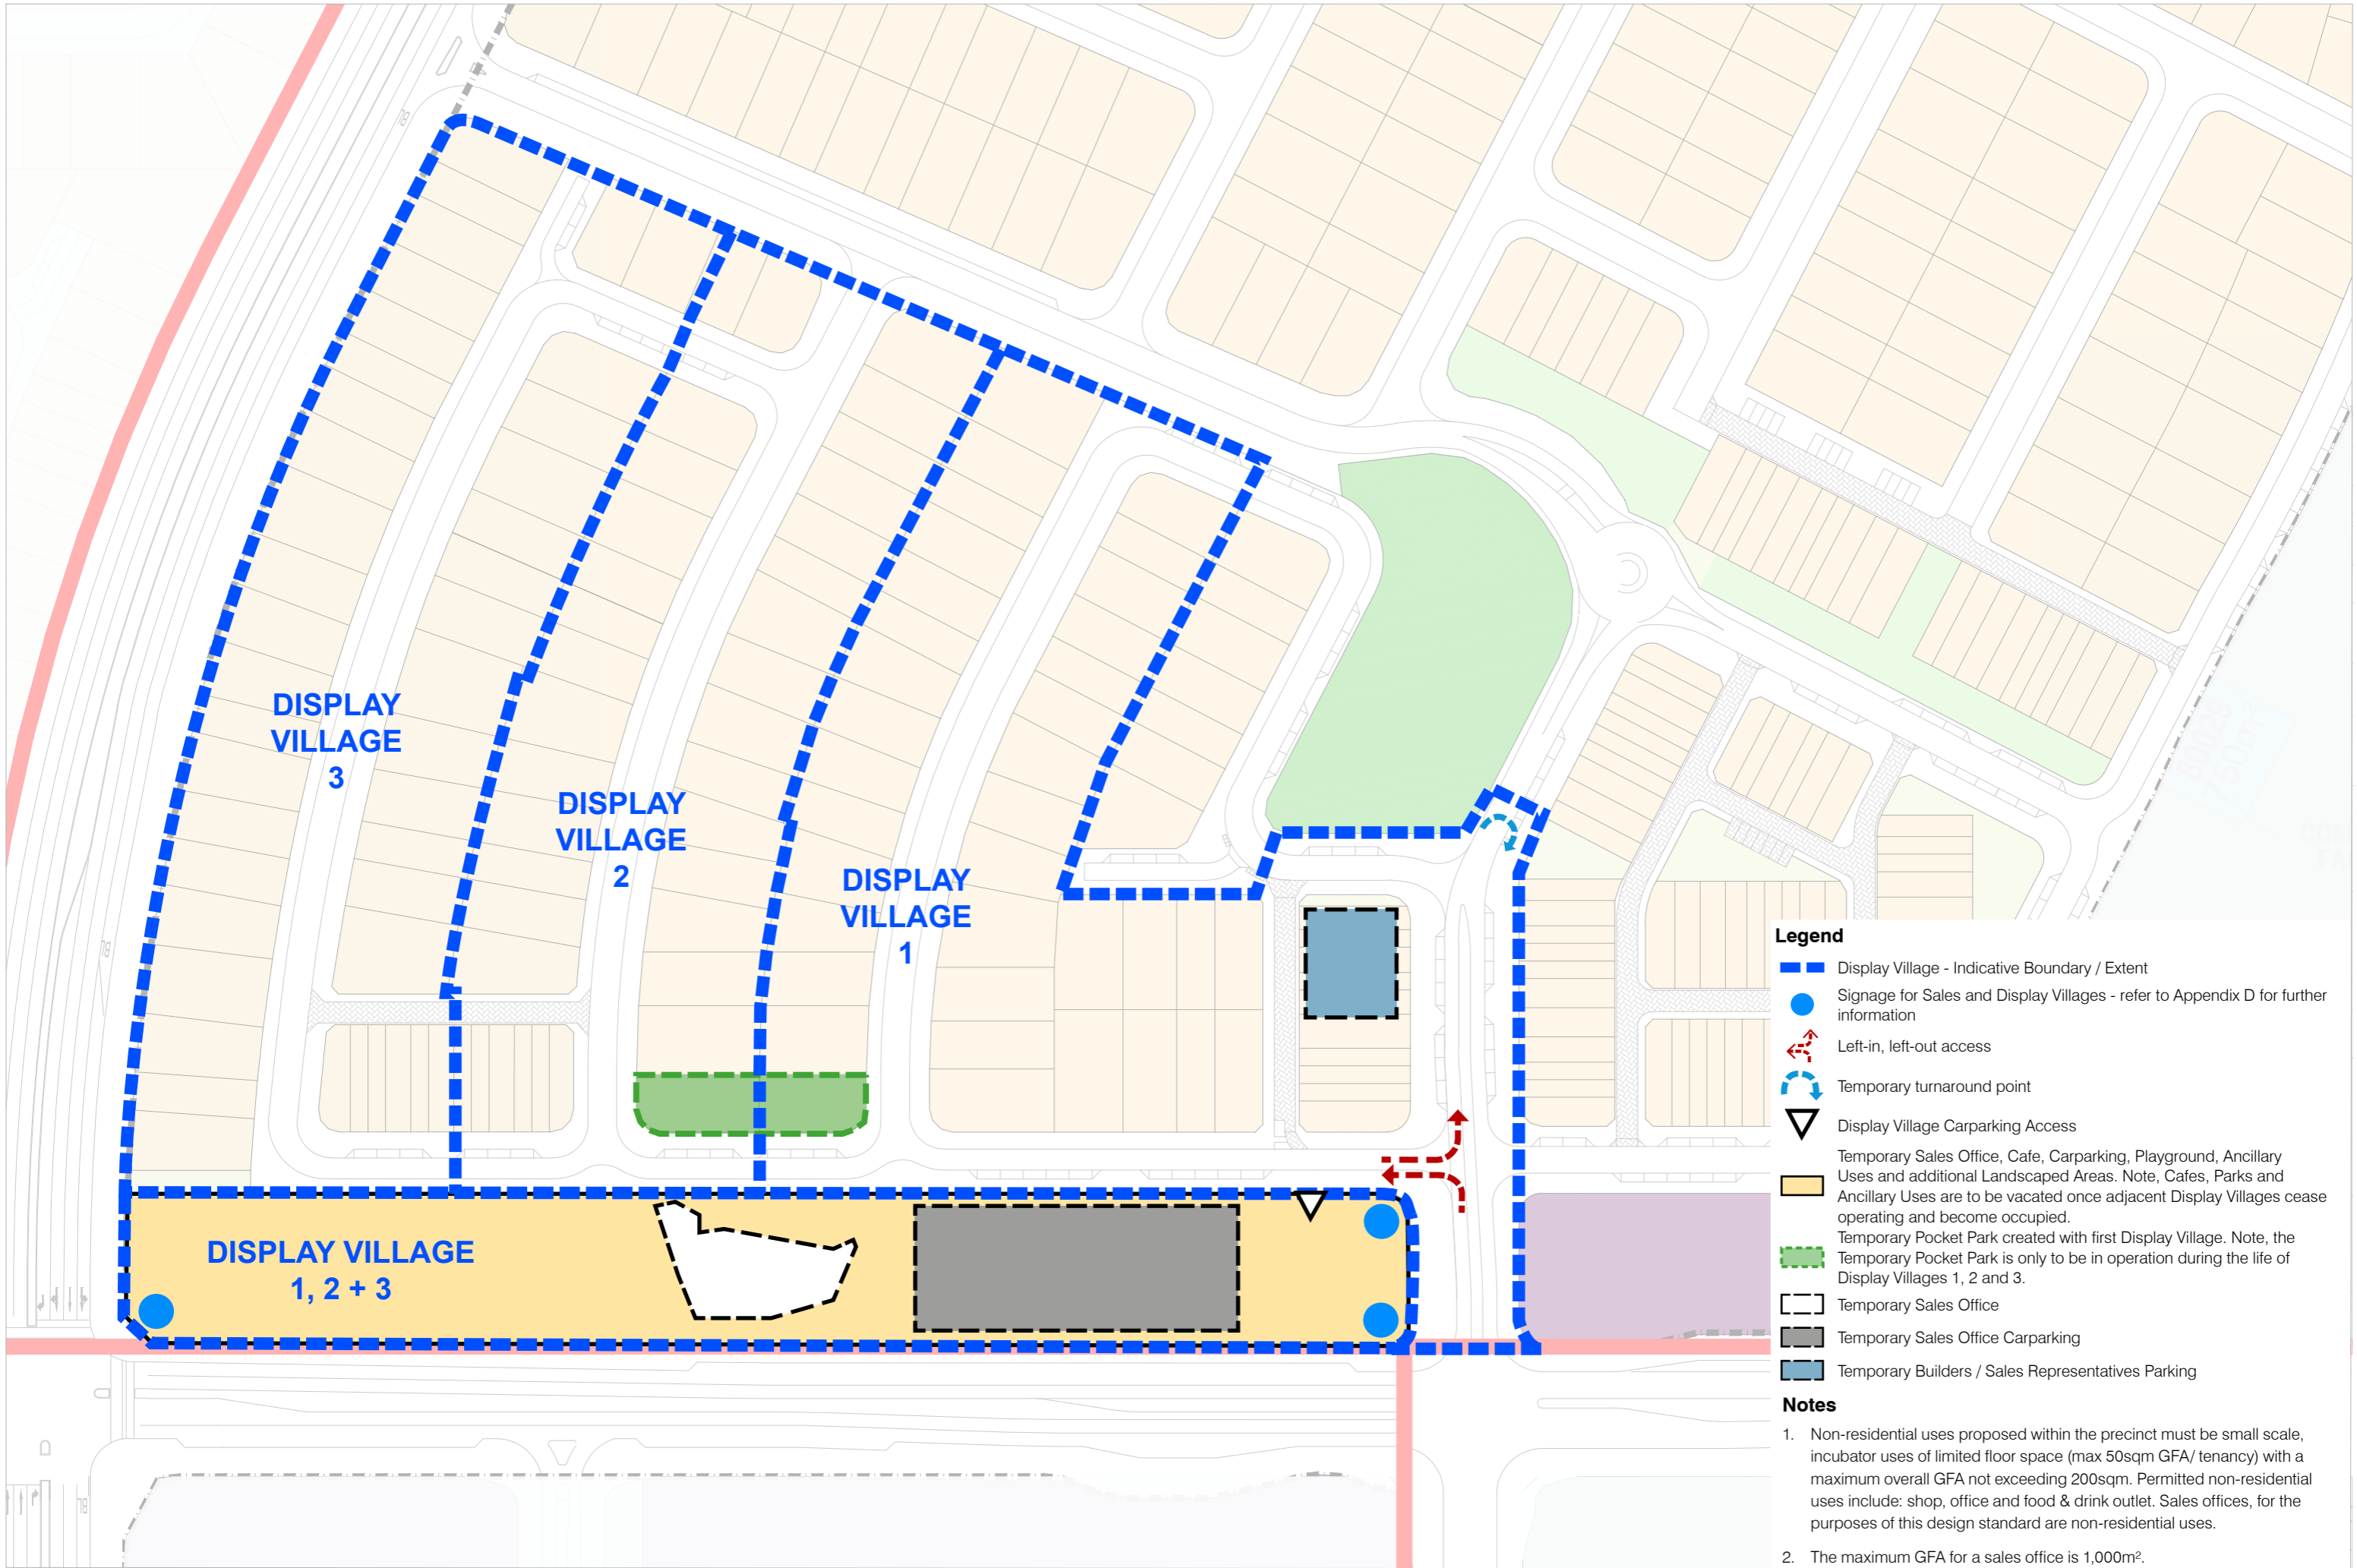 DISPLAY
VILLAGE
3
DISPLAY
VILLAGE
2
DISPLAY
VILLAGE
1
DISPLAY VILLAGE
1, 2 + 3
Legend
Display Village - Indicative Boundary / Extent
Signage for Sales and Display Villages - refer to Appendix D for further
information
Left-in, left-out access
Temporary turnaround point
Display Village Carparking Access
Temporary Sales Office, Cafe, Carparking, Playground, Ancillary
Uses and additional Landscaped Areas. Note, Cafes, Parks and
Ancillary Uses are to be vacated once adjacent Display Villages cease
operating and become occupied.
Temporary Pocket Park created with first Display Village. Note, the
Temporary Pocket Park is only to be in operation during the life of
Display Villages 1, 2 and 3.
Temporary Sales Office
Temporary Sales Office Carparking
Temporary Builders / Sales Representatives Parking
Notes
1. Non-residential uses proposed within the precinct must be small scale,
incubator uses of limited floor space (max 50sqm GFA/ tenancy) with a
maximum overall GFA not exceeding 200sqm. Permitted non-residential
uses include: shop, office and food & drink outlet. Sales offices, for the
purposes of this design standard are non-residential uses.
2. The maximum GFA for a sales office is 1,000m².